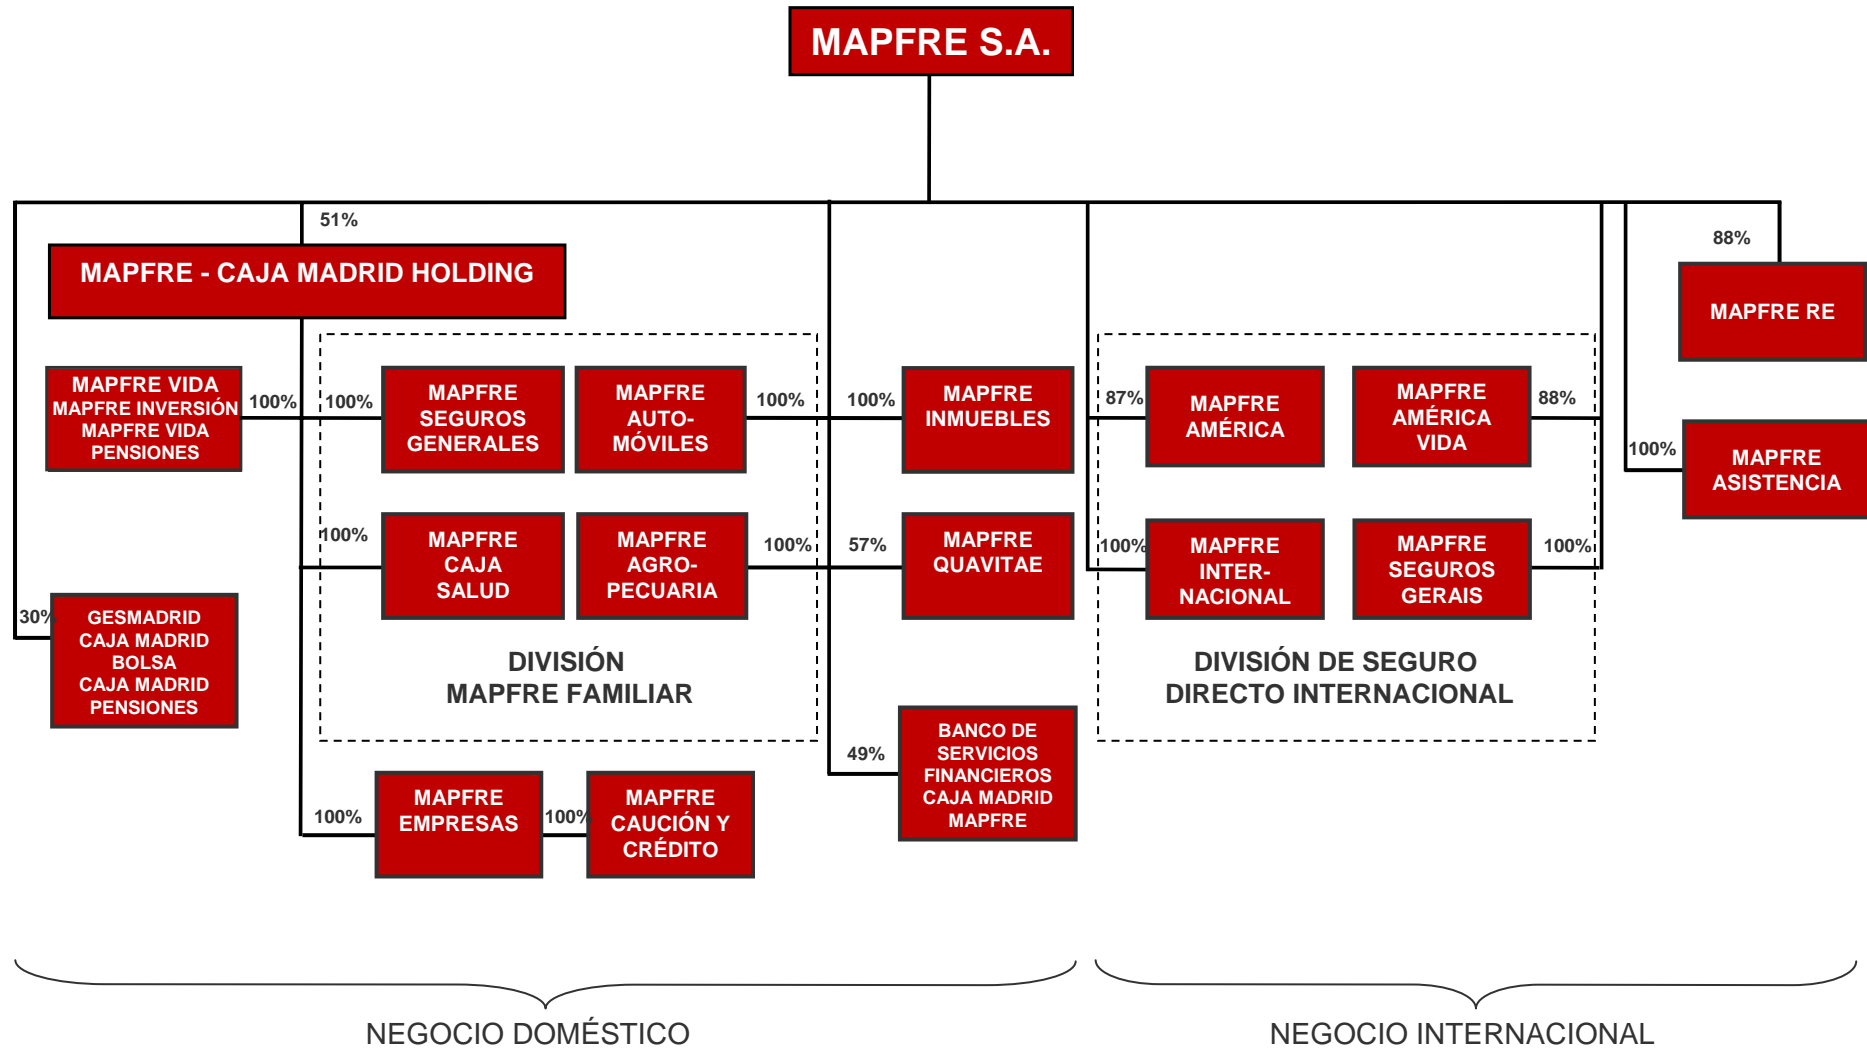 MAPFRE S.A.
51%
88%
MAPFRE - CAJA MADRID HOLDING
MAPFRE RE
MAPFRE VIDA
MAPFRE INVERSIÓN
MAPFRE VIDA
PENSIONES
100%
100%
MAPFRE
SEGUROS
GENERALES
MAPFRE
AUTO-
MÓVILES
100%
100%
MAPFRE
INMUEBLES
87%
MAPFRE
AMÉRICA
MAPFRE
AMÉRICA
VIDA
88%
100%
MAPFRE
ASISTENCIA
100%
MAPFRE
CAJA
SALUD
MAPFRE
AGRO-
PECUARIA
100%
57%
MAPFRE
QUAVITAE
100%
MAPFRE
INTER-
NACIONAL
MAPFRE
SEGUROS
GERAIS
100%
30%
GESMADRID
CAJA MADRID
BOLSA
CAJA MADRID
PENSIONES
DIVISIÓN
MAPFRE FAMILIAR
DIVISIÓN DE SEGURO
DIRECTO INTERNACIONAL
49%
BANCO DE
SERVICIOS
FINANCIEROS
CAJA MADRID
MAPFRE
100%
MAPFRE
EMPRESAS
100%
MAPFRE
CAUCIÓN Y
CRÉDITO
NEGOCIO DOMÉSTICO
NEGOCIO INTERNACIONAL